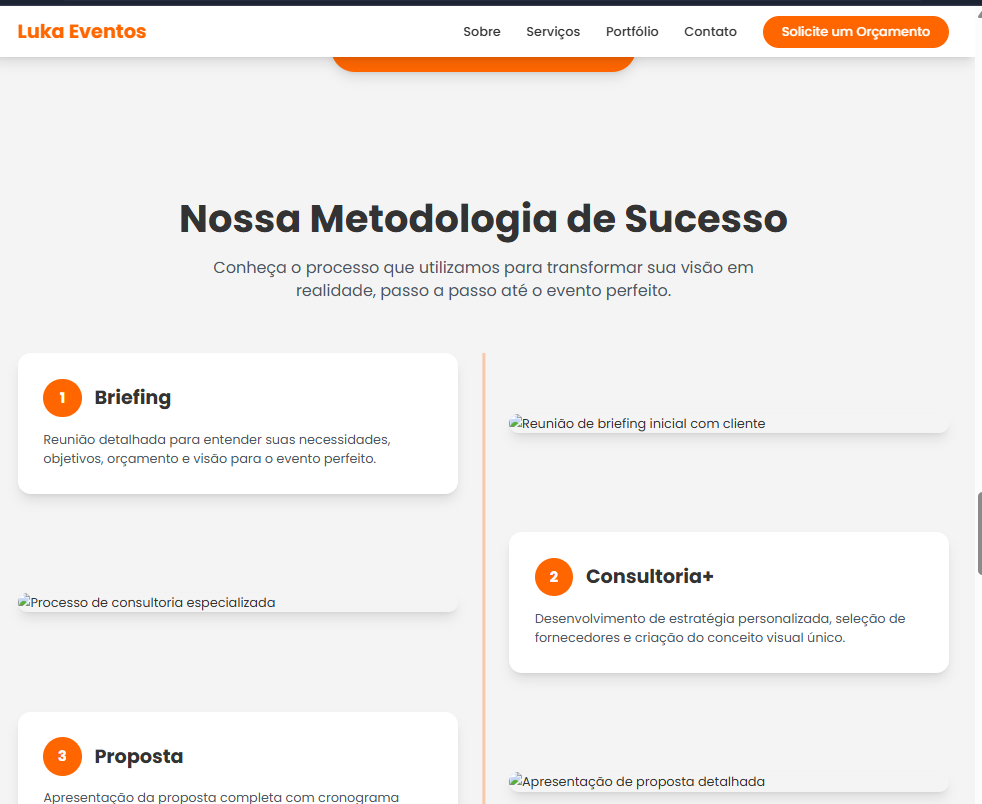 Luka Eventos
Sobre
Serviços
Portfólio
Contato
Solicite um Orçamento
Nossa Metodologia de Sucesso
Conheça o processo que utilizamos para transformar sua visão em
realidade, passo a passo até o evento perfeito.
1
Briefing
Reunião detalhada para entender suas necessidades,
objetivos, orçamento e visão para o evento perfeito.
Reunião de briefing inicial com cliente
Processo de consultoria especializada
2
Consultoria+
Desenvolvimento de estratégia personalizada, seleção de
fornecedores e criação do conceito visual único.
3
Proposta
Apresentação da proposta completa com cronograma
Apresentação de proposta detalhada